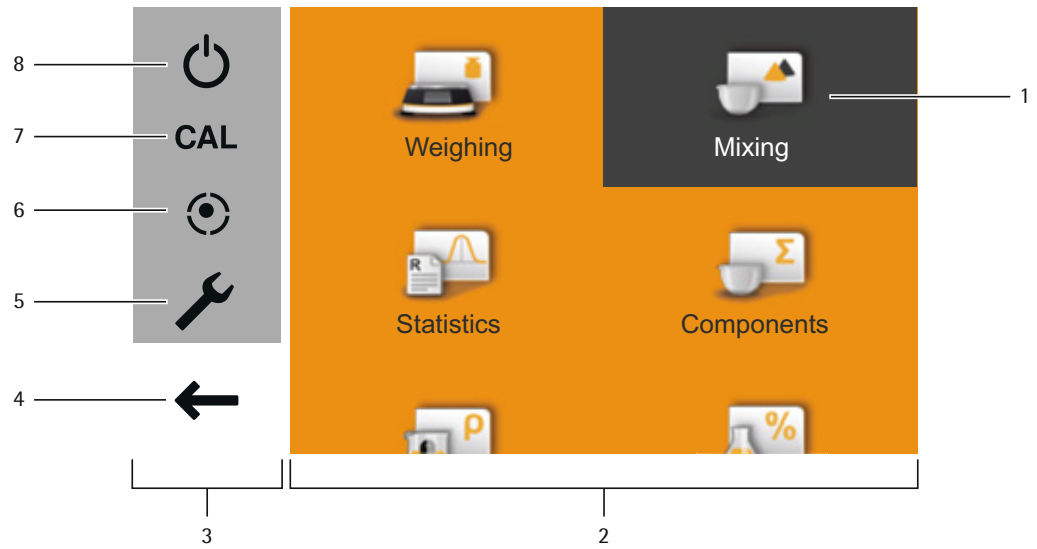 8
7
CAL
6
5
4
3
Weighing
Mixing
1
R
Statistics
Σ
Components
ρ
%
2